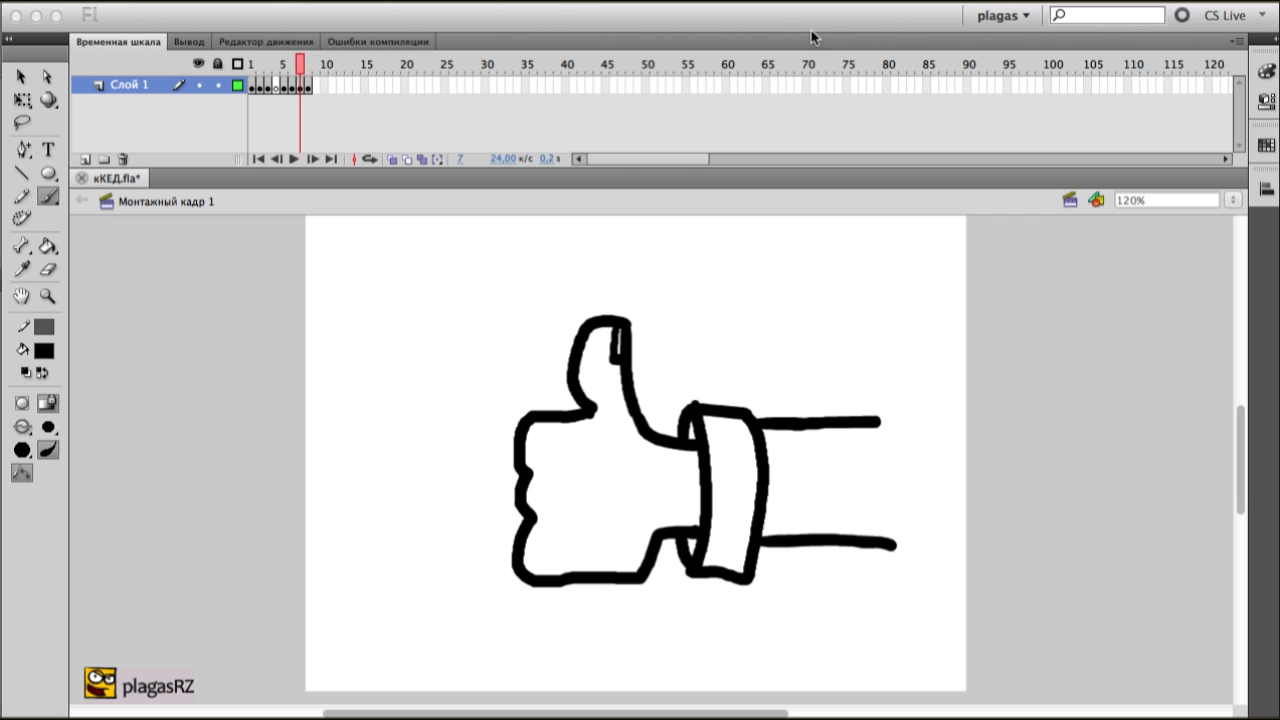 Fl
plagas
CS Live
Временная шкала
Вывод
Редактор движения
Ошибки компиляции
1 5 10 15 20 25 30 35 40 45 50 55 60 65 70 75 80 85 90 95 100 105 110 115 120
Слой 1
7 24,00 к/с 0,2 s
кКЕД.fla*
Монтажный кадр 1
120%
T
plagasRZ